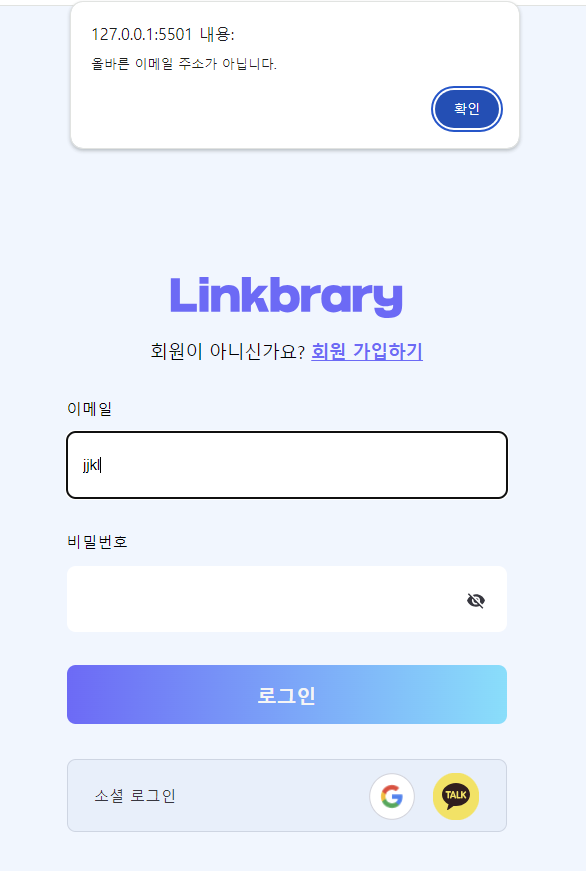 127.0.0.1:5501 내용:
올바른 이메일 주소가 아닙니다.
확인
Linkbrary
회원이 아니신가요? 회원 가입하기
이메일
jjkl
비밀번호
로그인
소셜 로그인
G
TALK